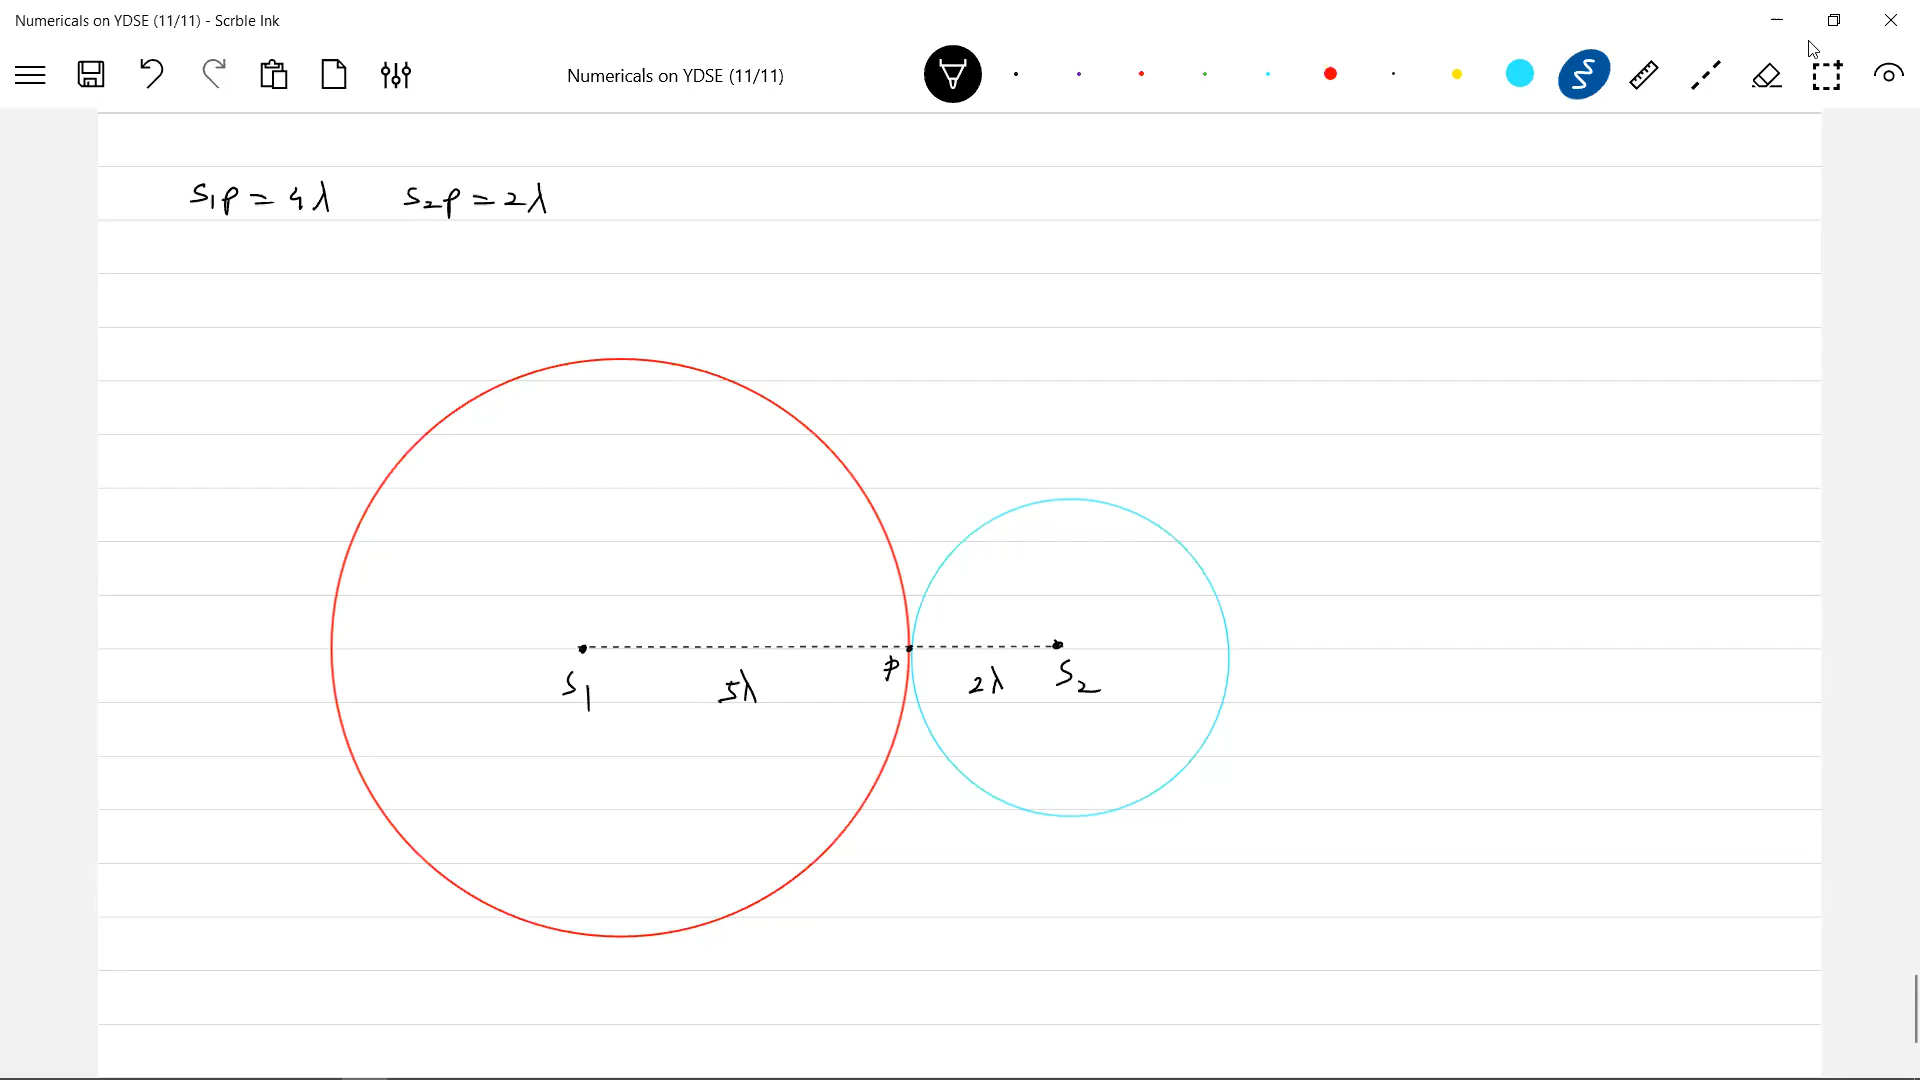 Numericals on YDSE (11/11) - Scrble Ink
Numericals on YDSE (11/11)
S₁P = 4λ S₂P = 2λ
S₁ 5λ P 2λ S₂